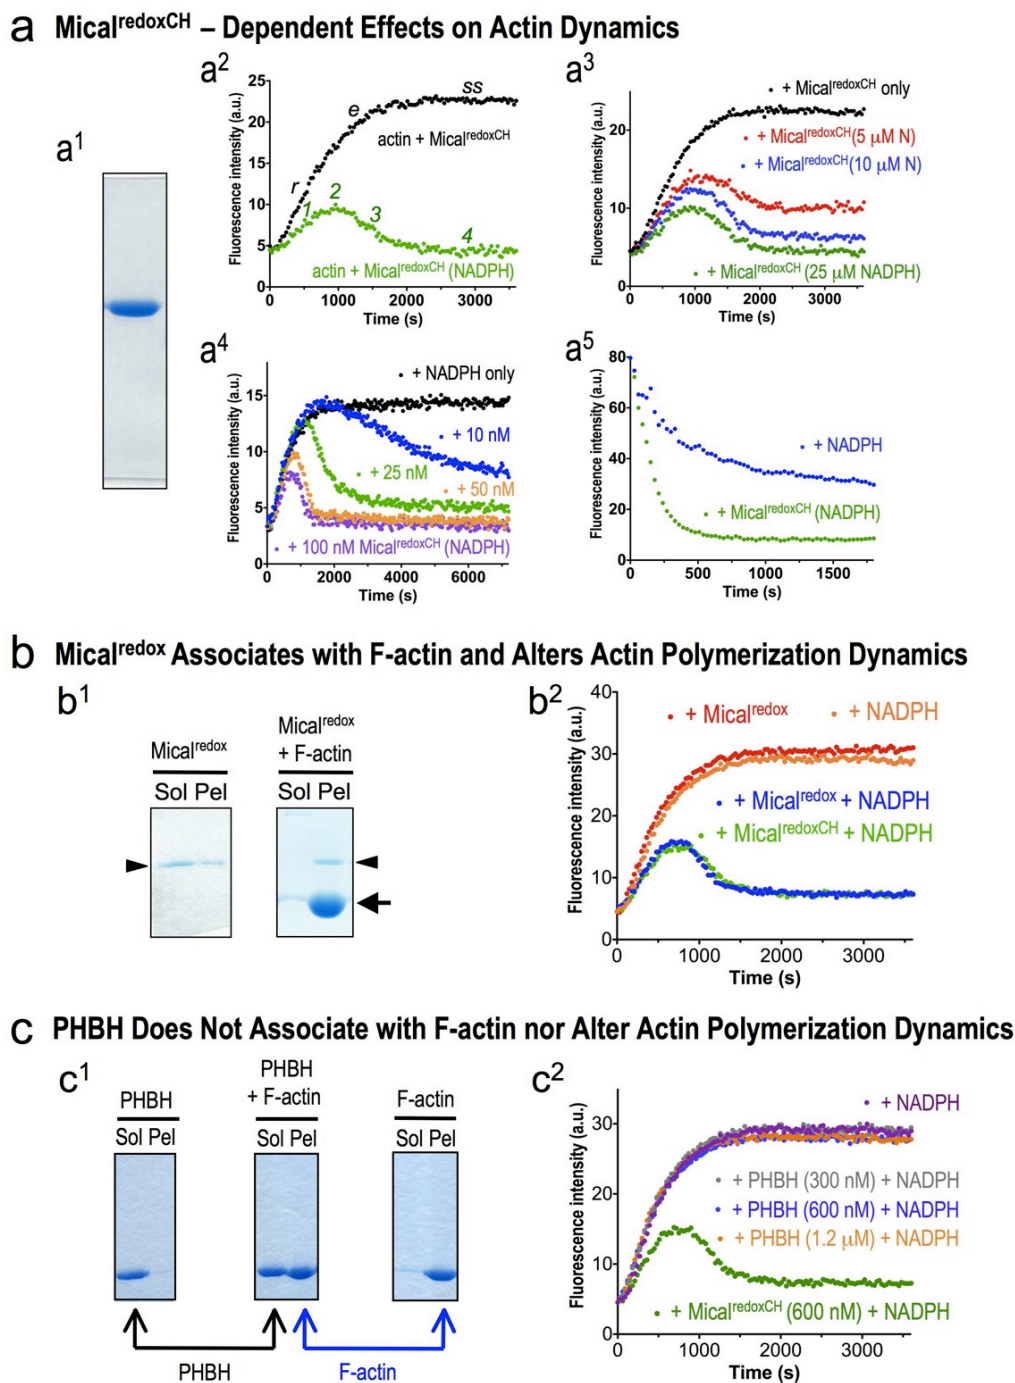 a Mical^redoxCH – Dependent Effects on Actin Dynamics
a¹
a²
Fluorescence intensity (a.u.)
25
20
15
10
5
0
0 1000 2000 3000
Time (s)
r
e
ss
actin + Mical^redoxCH
1
2
3
4
actin + Mical^redoxCH (NADPH)
a³
Fluorescence intensity (a.u.)
20
10
0
0 1000 2000 3000
Time (s)
+ Mical^redoxCH only
+ Mical^redoxCH (5 µM N)
+ Mical^redoxCH (10 µM N)
+ Mical^redoxCH (25 µM NADPH)
a⁴
Fluorescence intensity (a.u.)
15
10
5
0
0 2000 4000 6000
Time (s)
+ NADPH only
+ 10 nM
+ 25 nM
+ 50 nM
+ 100 nM Mical^redoxCH (NADPH)
a⁵
Fluorescence intensity (a.u.)
80
60
40
20
0
0 500 1000 1500
Time (s)
+ NADPH
+ Mical^redoxCH (NADPH)
b Mical^redox Associates with F-actin and Alters Actin Polymerization Dynamics
b¹
Mical^redox
Sol Pel
Mical^redox
+ F-actin
Sol Pel
b²
Fluorescence intensity (a.u.)
40
30
20
10
0
0 1000 2000 3000
Time (s)
+ Mical^redox + NADPH
+ Mical^redox + NADPH
+ Mical^redoxCH + NADPH
c PHBH Does Not Associate with F-actin nor Alter Actin Polymerization Dynamics
c¹
PHBH
Sol Pel
PHBH
+ F-actin
Sol Pel
F-actin
Sol Pel
PHBH
F-actin
c²
Fluorescence intensity (a.u.)
30
20
10
0
0 1000 2000 3000
Time (s)
+ NADPH
+ PHBH (300 nM) + NADPH
+ PHBH (600 nM) + NADPH
+ PHBH (1.2 µM) + NADPH
+ Mical^redoxCH (600 nM) + NADPH